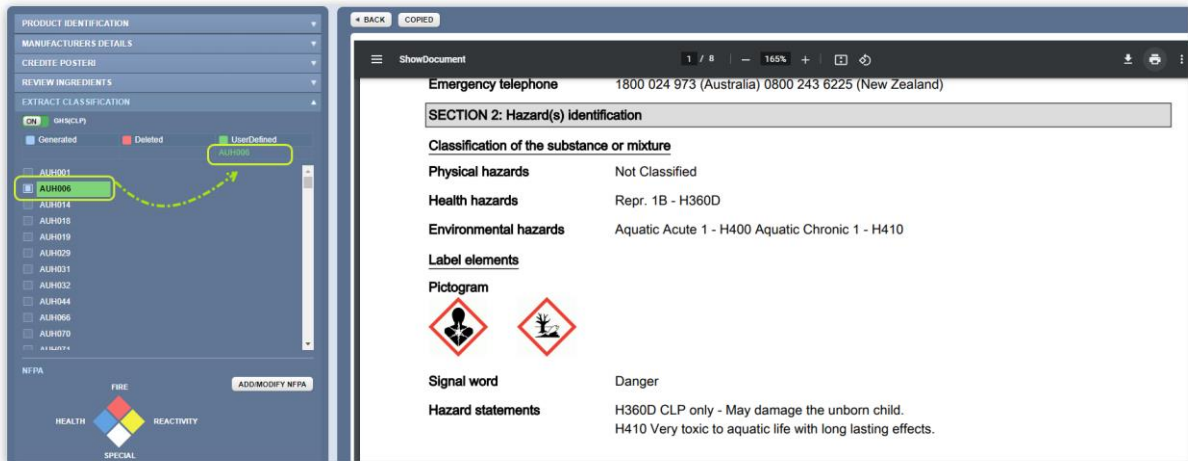 PRODUCT IDENTIFICATION
MANUFACTURERS DETAILS
CREDITE POSTERI
REVIEW INGREDIENTS
EXTRACT CLASSIFICATION
ON GHS(CLP)
Generated Deleted UserDefined
AUH006
AUH001
AUH006
AUH014
AUH018
AUH019
AUH029
AUH031
AUH032
AUH044
AUH066
AUH070
AUH071
NFPA
ADD/MODIFY NFPA
FIRE
HEALTH REACTIVITY
SPECIAL
BACK COPIED
ShowDocument 1 / 8 165%
Emergency telephone 1800 024 973 (Australia) 0800 243 6225 (New Zealand)
SECTION 2: Hazard(s) identification
Classification of the substance or mixture
Physical hazards Not Classified
Health hazards Repr. 1B - H360D
Environmental hazards Aquatic Acute 1 - H400 Aquatic Chronic 1 - H410
Label elements
Pictogram
Signal word Danger
Hazard statements H360D CLP only - May damage the unborn child.
H410 Very toxic to aquatic life with long lasting effects.